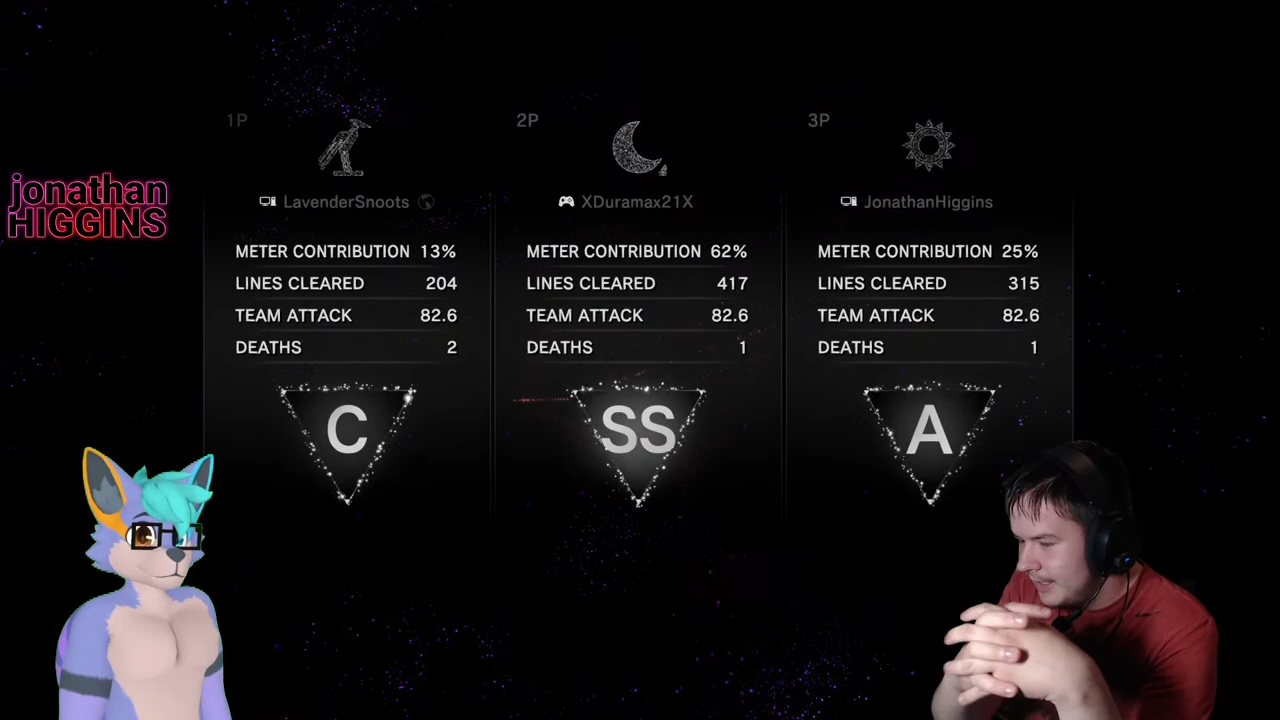 1P
2P
3P
jonathan
HIGGINS
LavenderSnoots
XDuramax21X
JonathanHiggins
METER CONTRIBUTION 13%
LINES CLEARED 204
TEAM ATTACK 82.6
DEATHS 2
C
METER CONTRIBUTION 62%
LINES CLEARED 417
TEAM ATTACK 82.6
DEATHS 1
SS
METER CONTRIBUTION 25%
LINES CLEARED 315
TEAM ATTACK 82.6
DEATHS 1
A